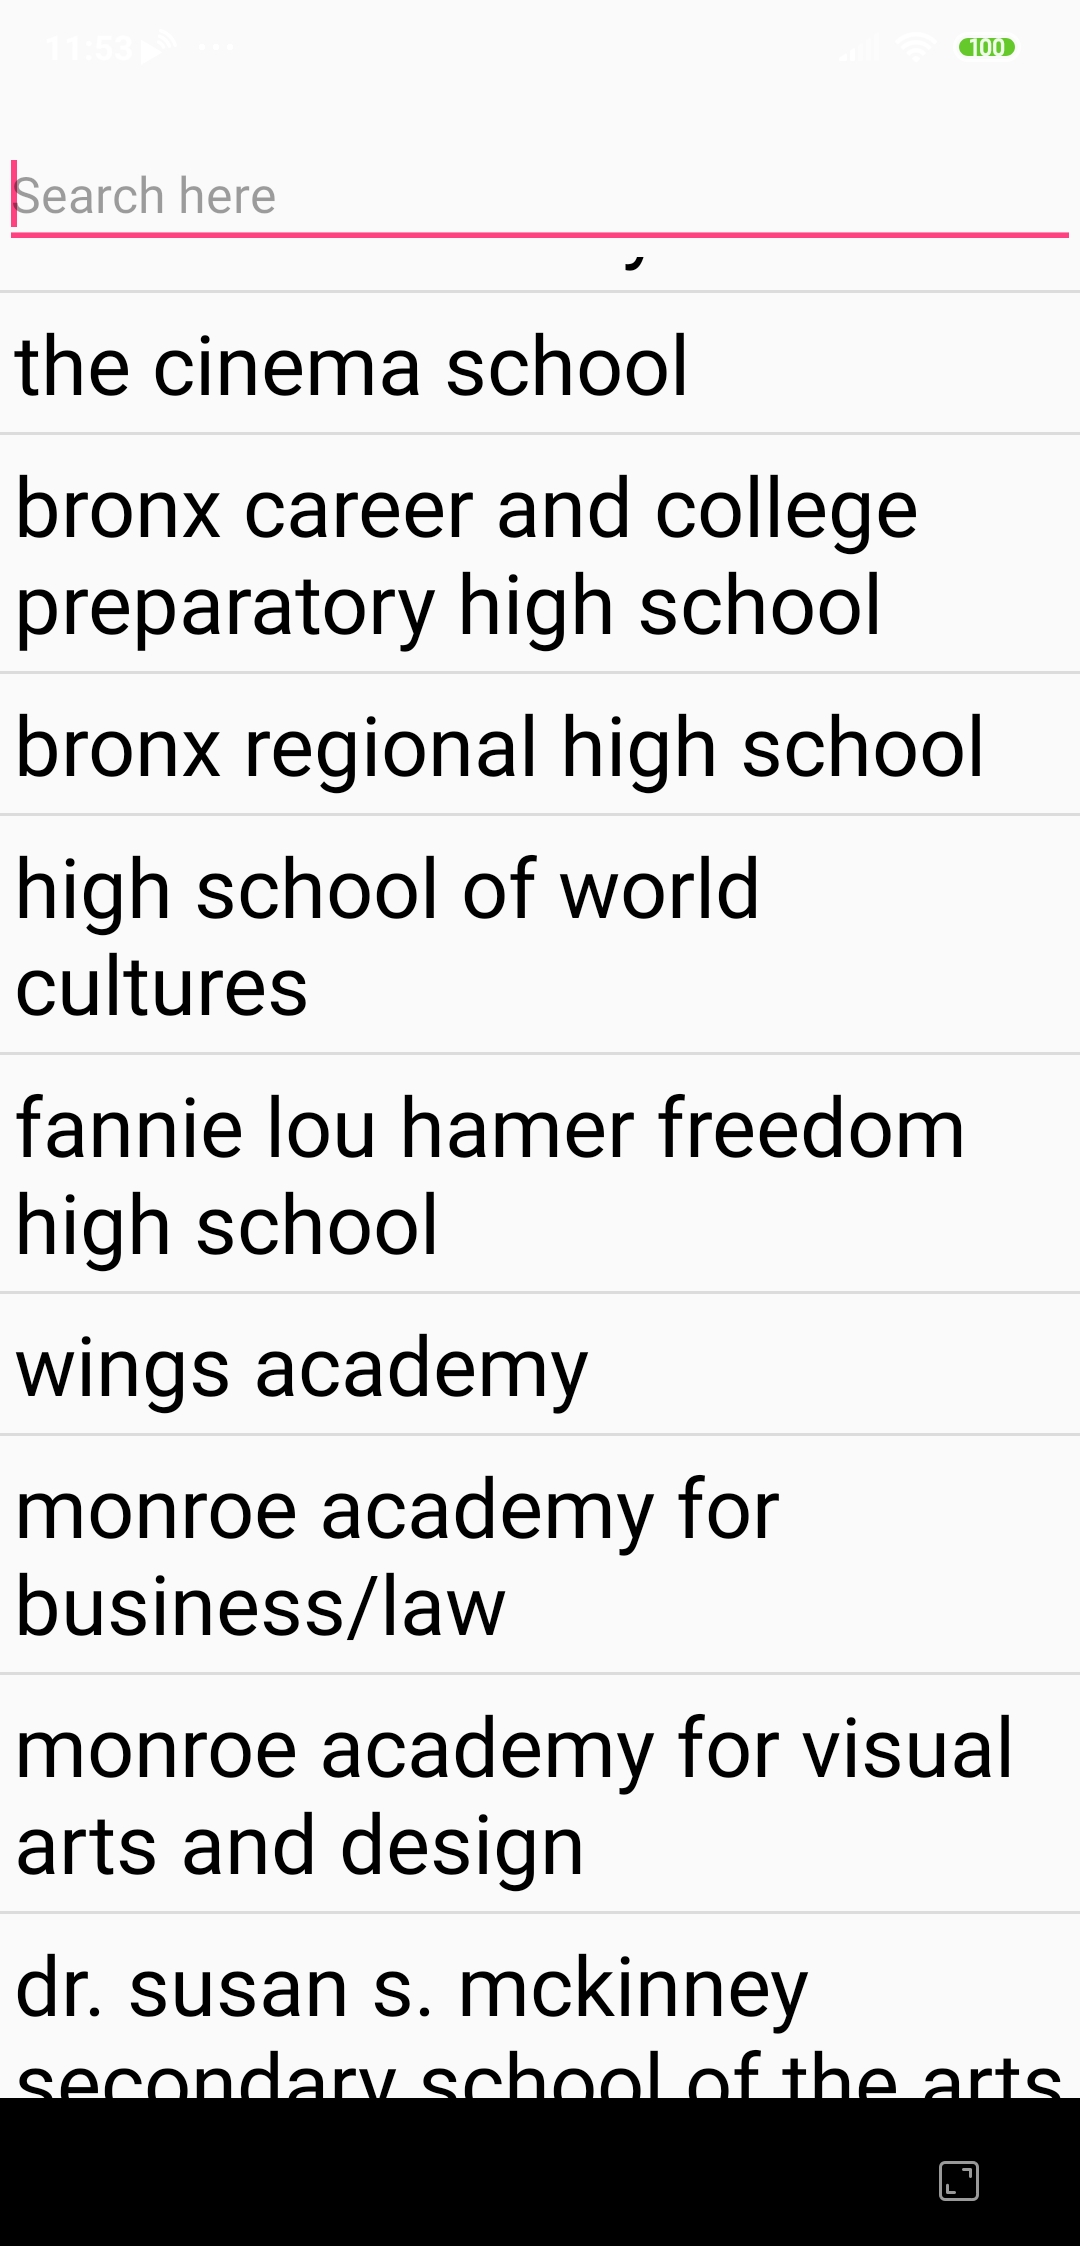 11:53
100
Search here
the cinema school
bronx career and college
preparatory high school
bronx regional high school
high school of world
cultures
fannie lou hamer freedom
high school
wings academy
monroe academy for
business/law
monroe academy for visual
arts and design
dr. susan s. mckinney
secondary school of the arts